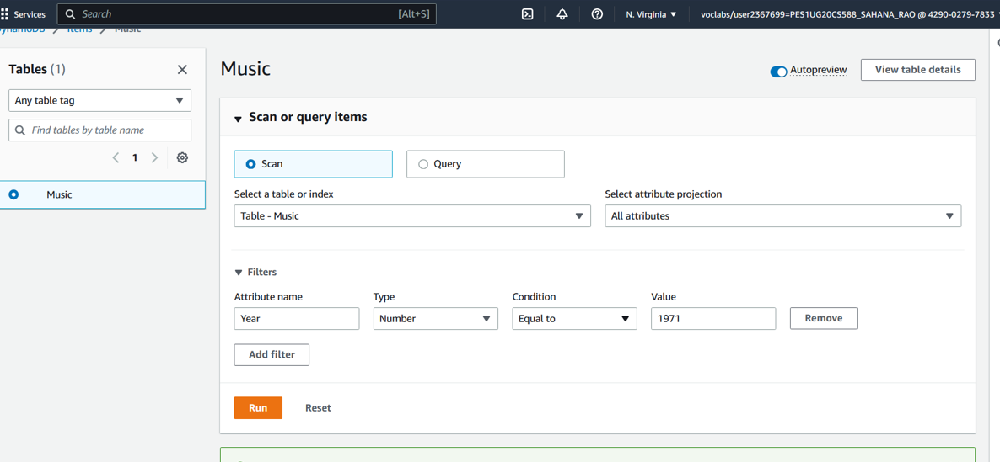 Services
Search [Alt+S]
N. Virginia
voclabs/user2367699=PES1UG20CS588_SAHANA_RAO @ 4290-0279-7833
DynamoDB Items Music
Tables (1)
Any table tag
Find tables by table name
1
Music
Music
Autopreview
View table details
Scan or query items
Scan
Query
Select a table or index
Select attribute projection
Table - Music
All attributes
Filters
Attribute name Type Condition Value
Year Number Equal to 1971 Remove
Add filter
Run Reset